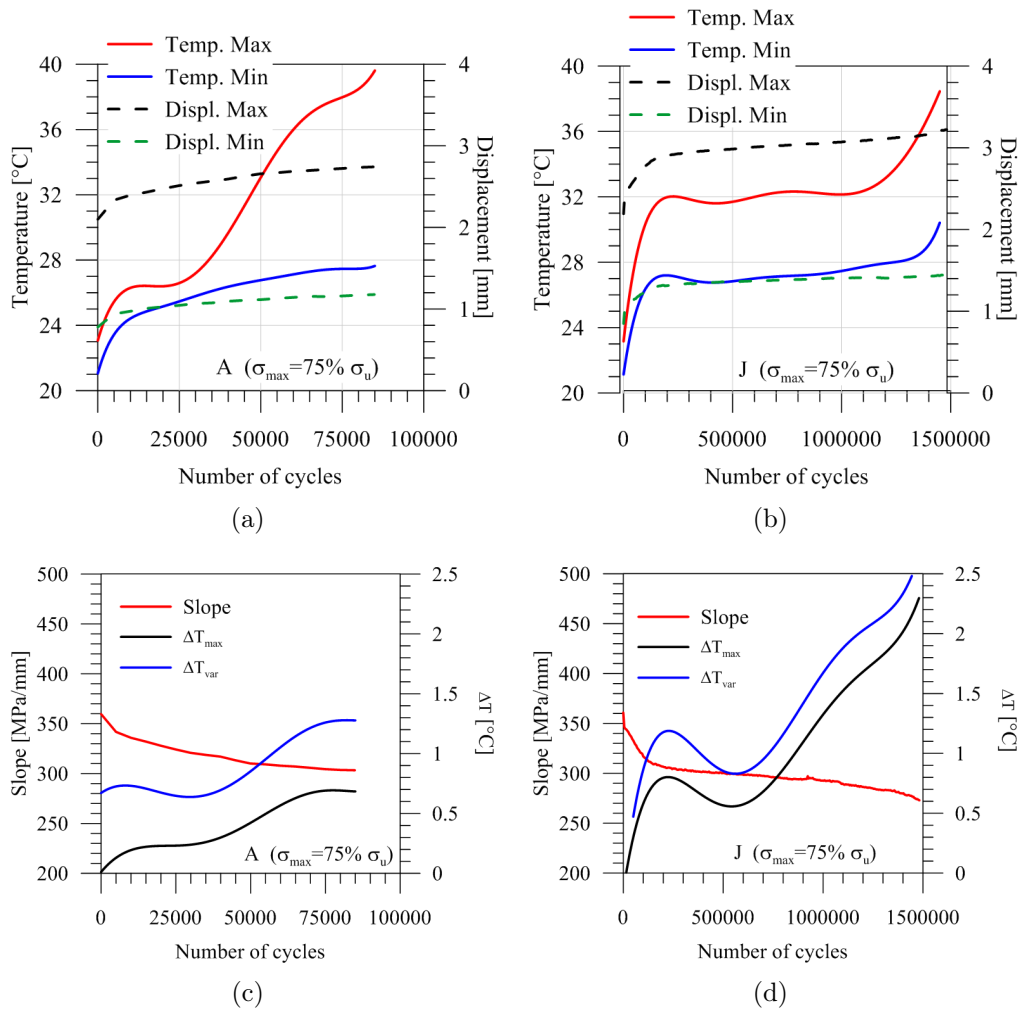 Temp. Max
Temp. Min
Displ. Max
Displ. Min
40
36
32
28
24
20
Temperature [°C]
4
3
2
1
0
Displacement [mm]
A (σmax=75% σu)
0 25000 50000 75000 100000
Number of cycles
(a)
Temp. Max
Temp. Min
Displ. Max
Displ. Min
40
36
32
28
24
20
Temperature [°C]
4
3
2
1
0
Displacement [mm]
J (σmax=75% σu)
0 500000 1000000 1500000
Number of cycles
(b)
500
450
400
350
300
250
200
Slope [MPa/mm]
Slope
ΔTmax
ΔTvar
2.5
2
1.5
1
0.5
0
ΔT [°C]
A (σmax=75% σu)
0 25000 50000 75000 100000
Number of cycles
(c)
500
450
400
350
300
250
200
Slope [MPa/mm]
Slope
ΔTmax
ΔTvar
2.5
2
1.5
1
0.5
0
ΔT [°C]
J (σmax=75% σu)
0 500000 1000000 1500000
Number of cycles
(d)